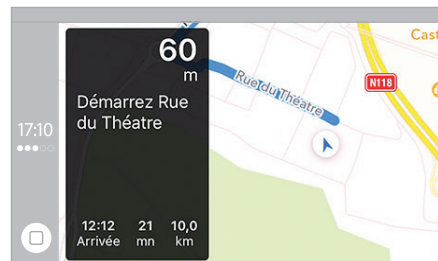 60
m
Démarrez Rue
du Théatre
12:12 21 10,0
Arrivée mn km
17:10
Rue du Théatre
N118
Cast